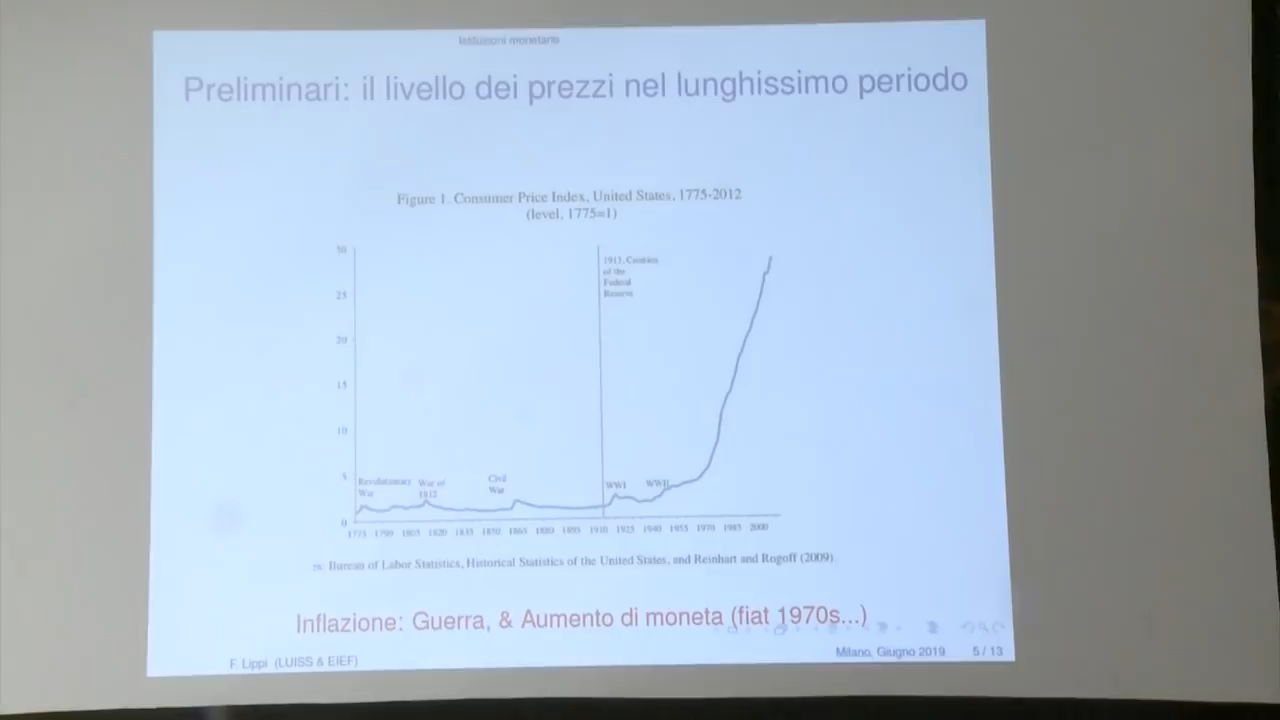 Istituzioni monetarie
Preliminari: il livello dei prezzi nel lunghissimo periodo
Figure 1. Consumer Price Index, United States, 1775-2012
(level, 1775=1)
30
25
20
15
10
5
0
1913, Creation
of the
Federal
Reserve
Revolutionary
War
War of
1812
Civil
War
WWI
WWII
1775 1790 1805 1820 1835 1850 1865 1880 1895 1910 1925 1940 1955 1970 1985 2000
Bureau of Labor Statistics, Historical Statistics of the United States, and Reinhart and Rogoff (2009)
Inflazione: Guerra, & Aumento di moneta (fiat 1970s...)
F. Lippi (LUISS & EIEF)
Milano, Giugno 2019
5 / 13